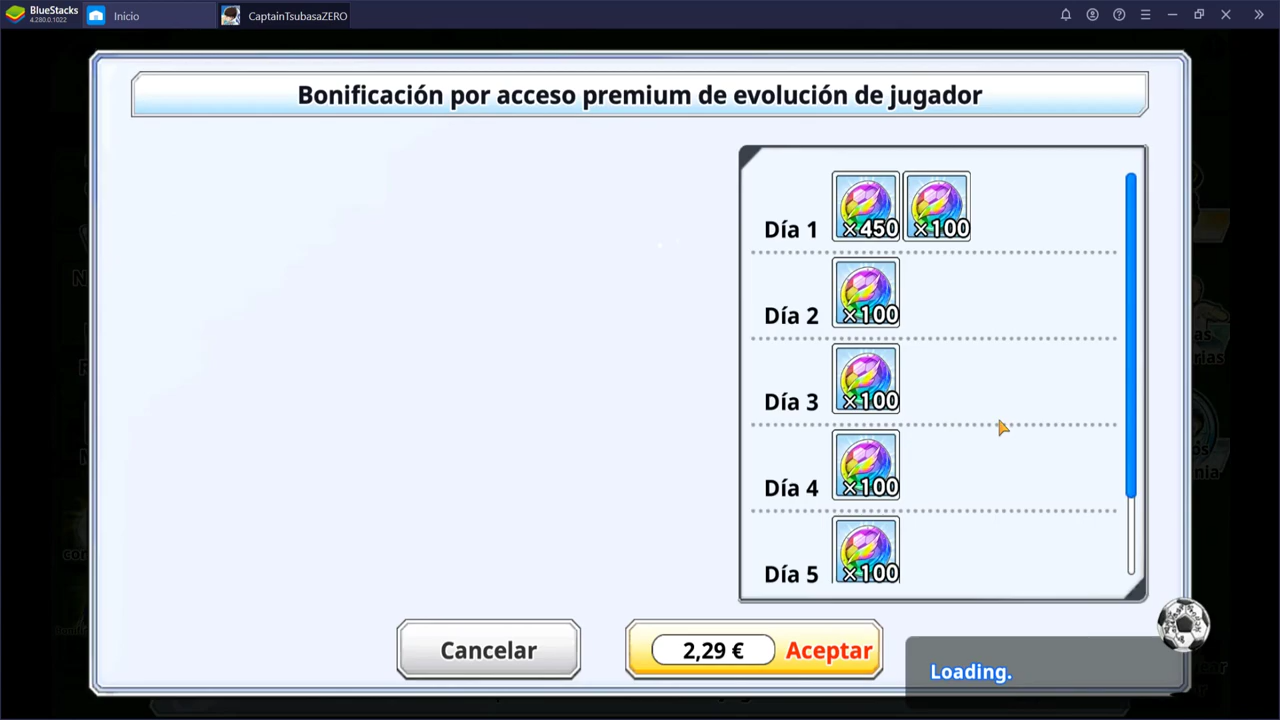 BlueStacks
4.280.0.1022
Início
CaptainTsubasaZERO
Bonificación por acceso premium de evolución de jugador
Día 1 ×450 ×100
Día 2 ×100
Día 3 ×100
Día 4 ×100
Día 5 ×100
Cancelar
2,29 € Aceptar
Loading.